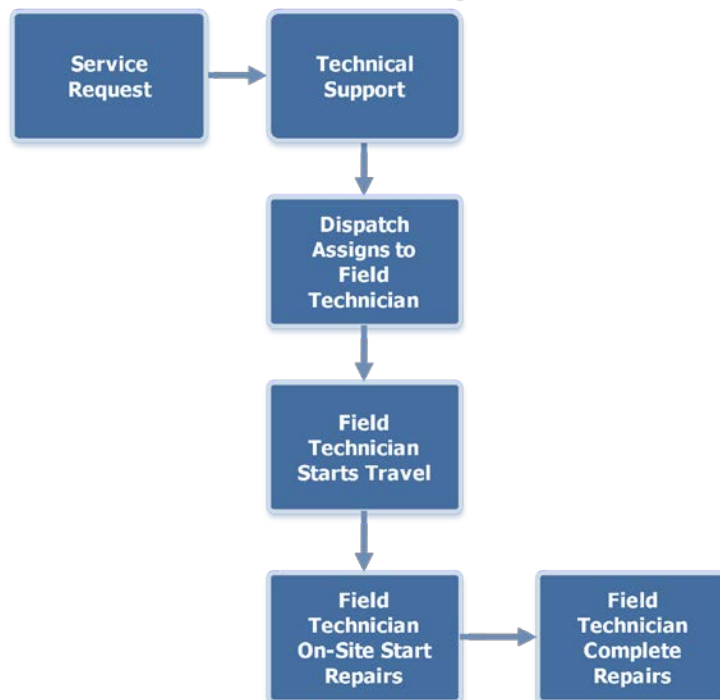 Service
Request
Technical
Support
Dispatch
Assigns to
Field
Technician
Field
Technician
Starts Travel
Field
Technician
On-Site Start
Repairs
Field
Technician
Complete
Repairs